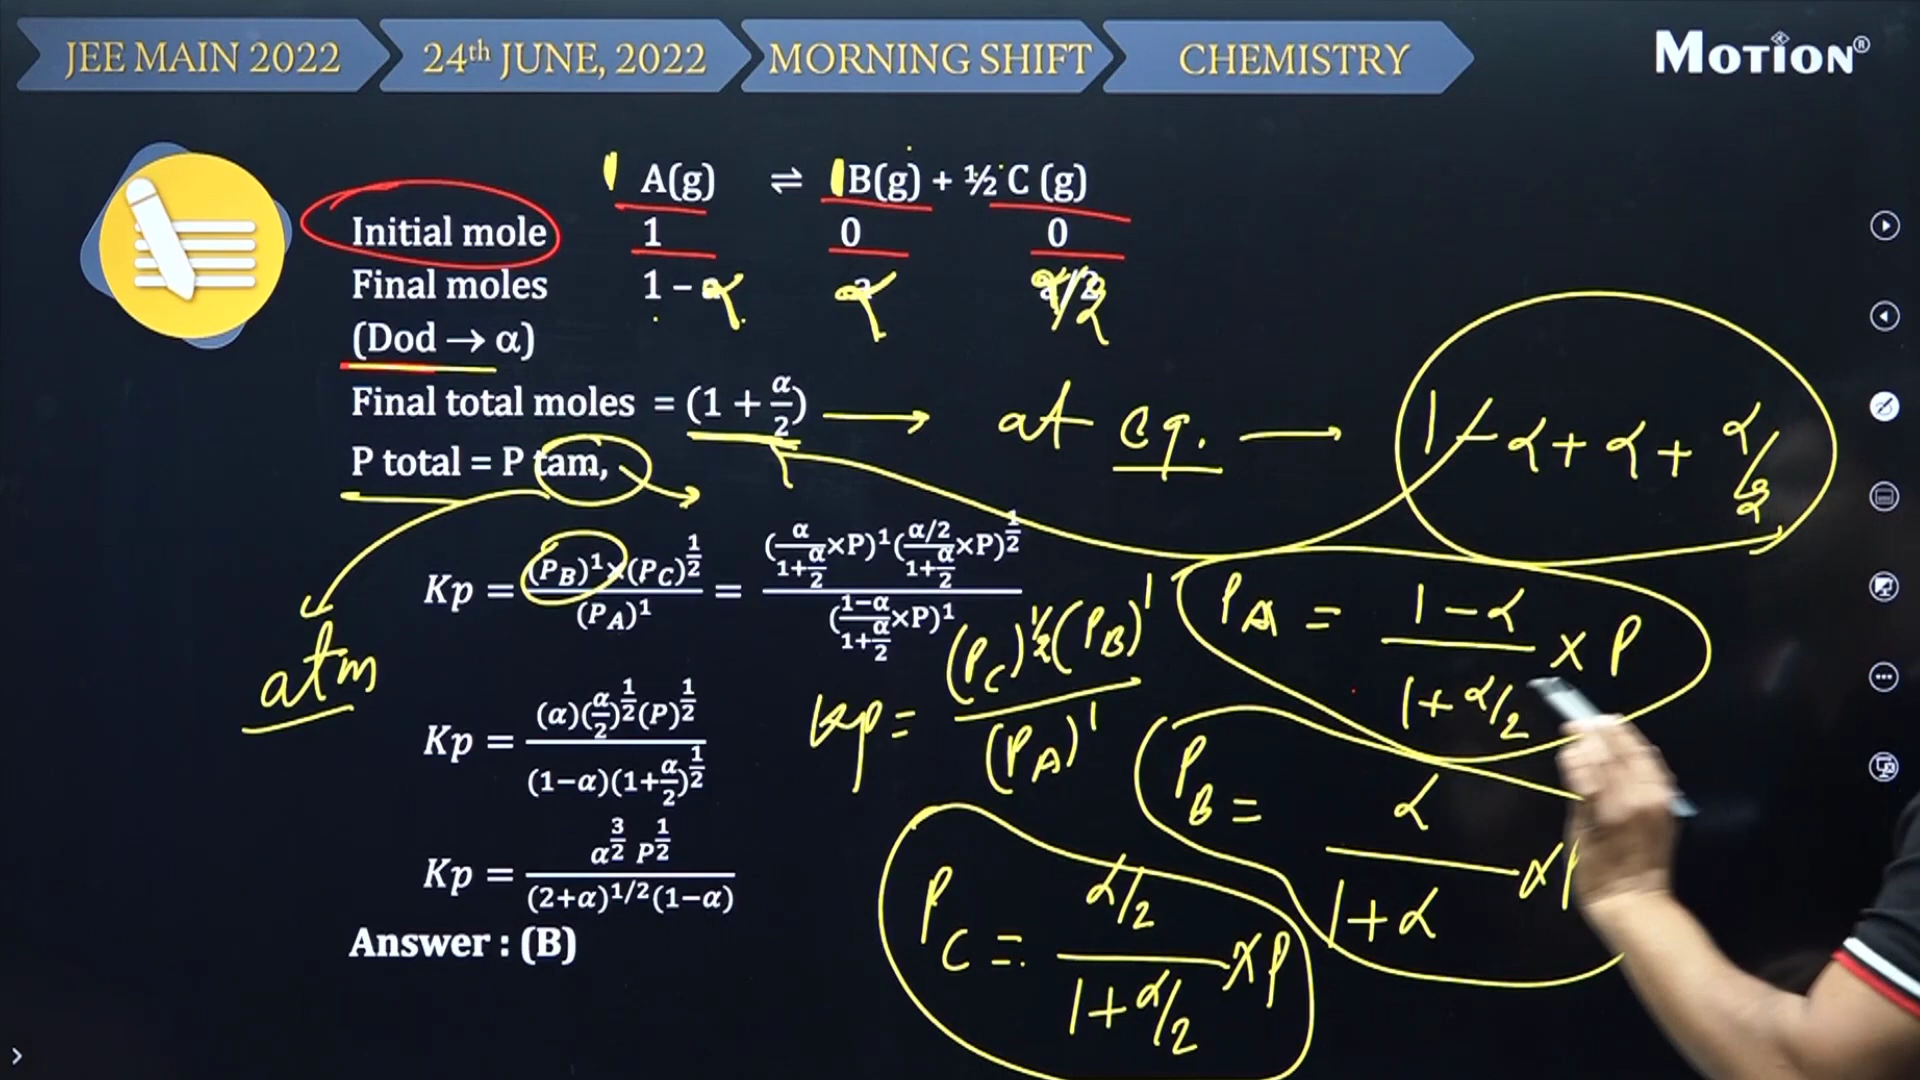 JEE MAIN 2022 24th JUNE, 2022 MORNING SHIFT CHEMISTRY MOTION®
1 A(g) ⇌ 1 B(g) + ½ C (g)
Initial mole 1 0 0
Final moles 1 − α α α/2
(Dod → α)
Final total moles = (1 + α/2) → at eq. → 1 − α + α + α/2
P total = P tam,
atm
Kp = (P_B)¹×(P_C)^½ / (P_A)¹ = (α/(1+α/2)×P)¹(α/2/(1+α/2)×P)^½ / ((1−α)/(1+α/2)×P)¹
Kp = (α)(α/2)^½(P)^½ / (1−α)(1+α/2)^½
Kp = α^(3/2) P^(1/2) / (2+α)^1/2(1−α)
Answer : (B)
Kp = (P_C)^½(P_B)^1 / (P_A)^1
P_A = 1−α / 1+α/2 × P
P_B = α / 1+α × P
P_C = α/2 / 1+α/2 × P